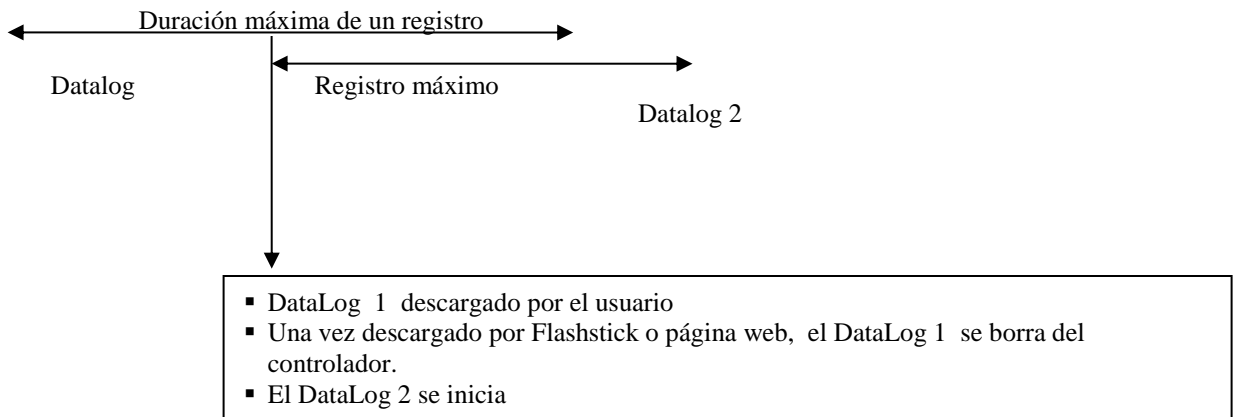 Duración máxima de un registro
Datalog
Registro máximo
Datalog 2
▪ DataLog 1 descargado por el usuario
▪ Una vez descargado por Flashstick o página web, el DataLog 1 se borra del
controlador.
▪ El DataLog 2 se inicia